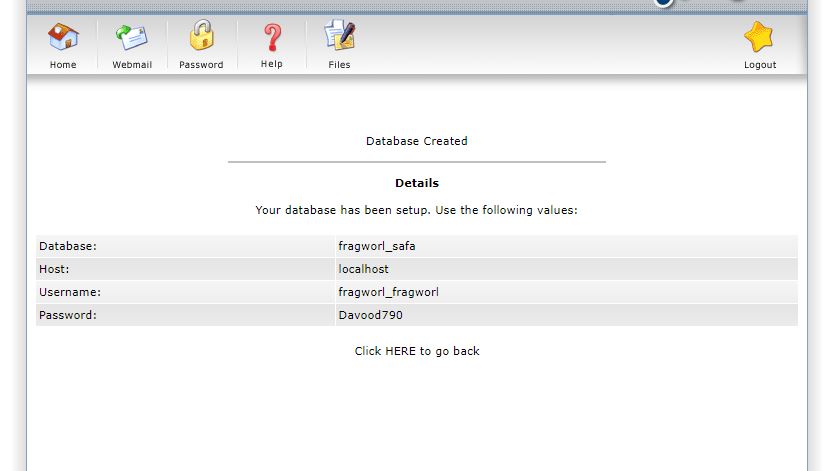 Home Webmail Password Help Files Logout
Database Created
Details
Your database has been setup. Use the following values:
Database: fragworl_safa
Host: localhost
Username: fragworl_fragworl
Password: Davood790
Click HERE to go back